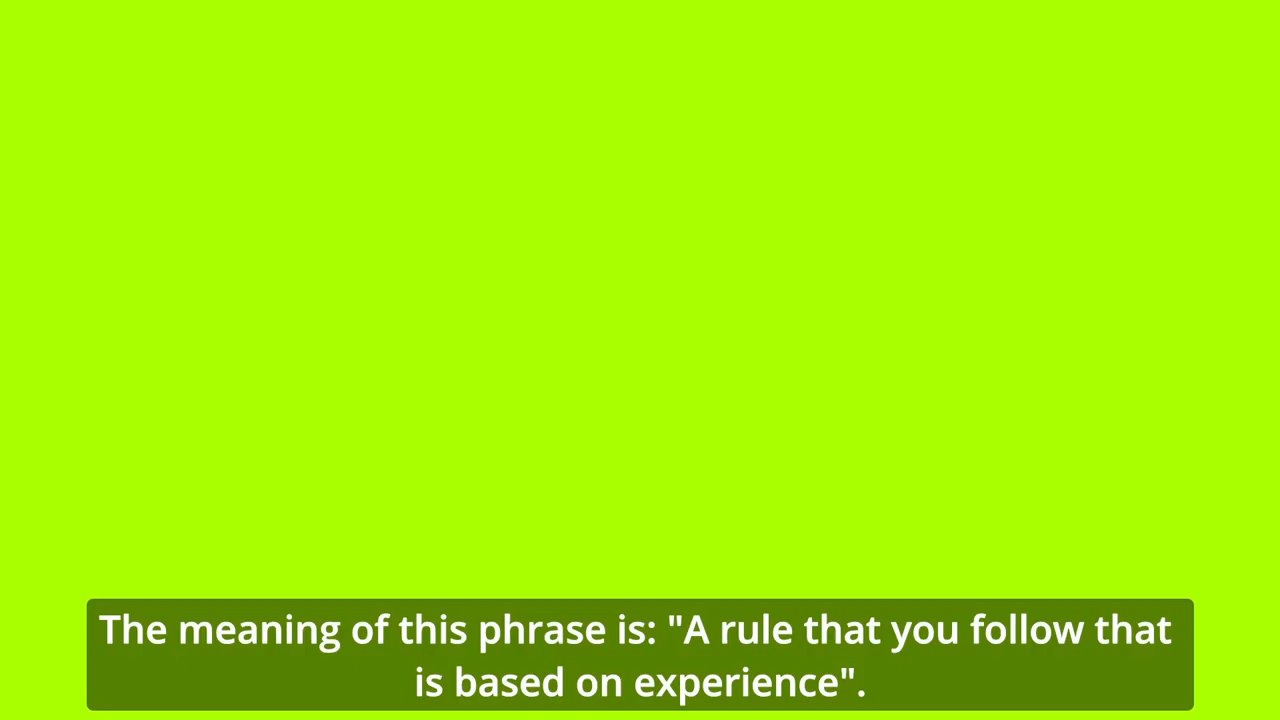 The meaning of this phrase is: "A rule that you follow that
is based on experience".